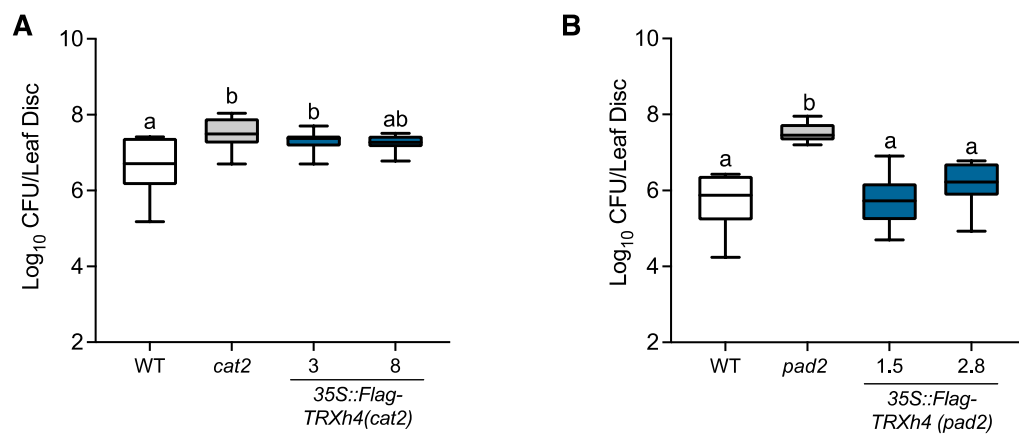 A
Log10 CFU/Leaf Disc
10
8
6
4
2
a
b
b
ab
WT
cat2
3
8
35S::Flag-
TRXh4(cat2)
B
Log10 CFU/Leaf Disc
10
8
6
4
2
a
b
a
a
WT
pad2
1.5
2.8
35S::Flag-
TRXh4 (pad2)